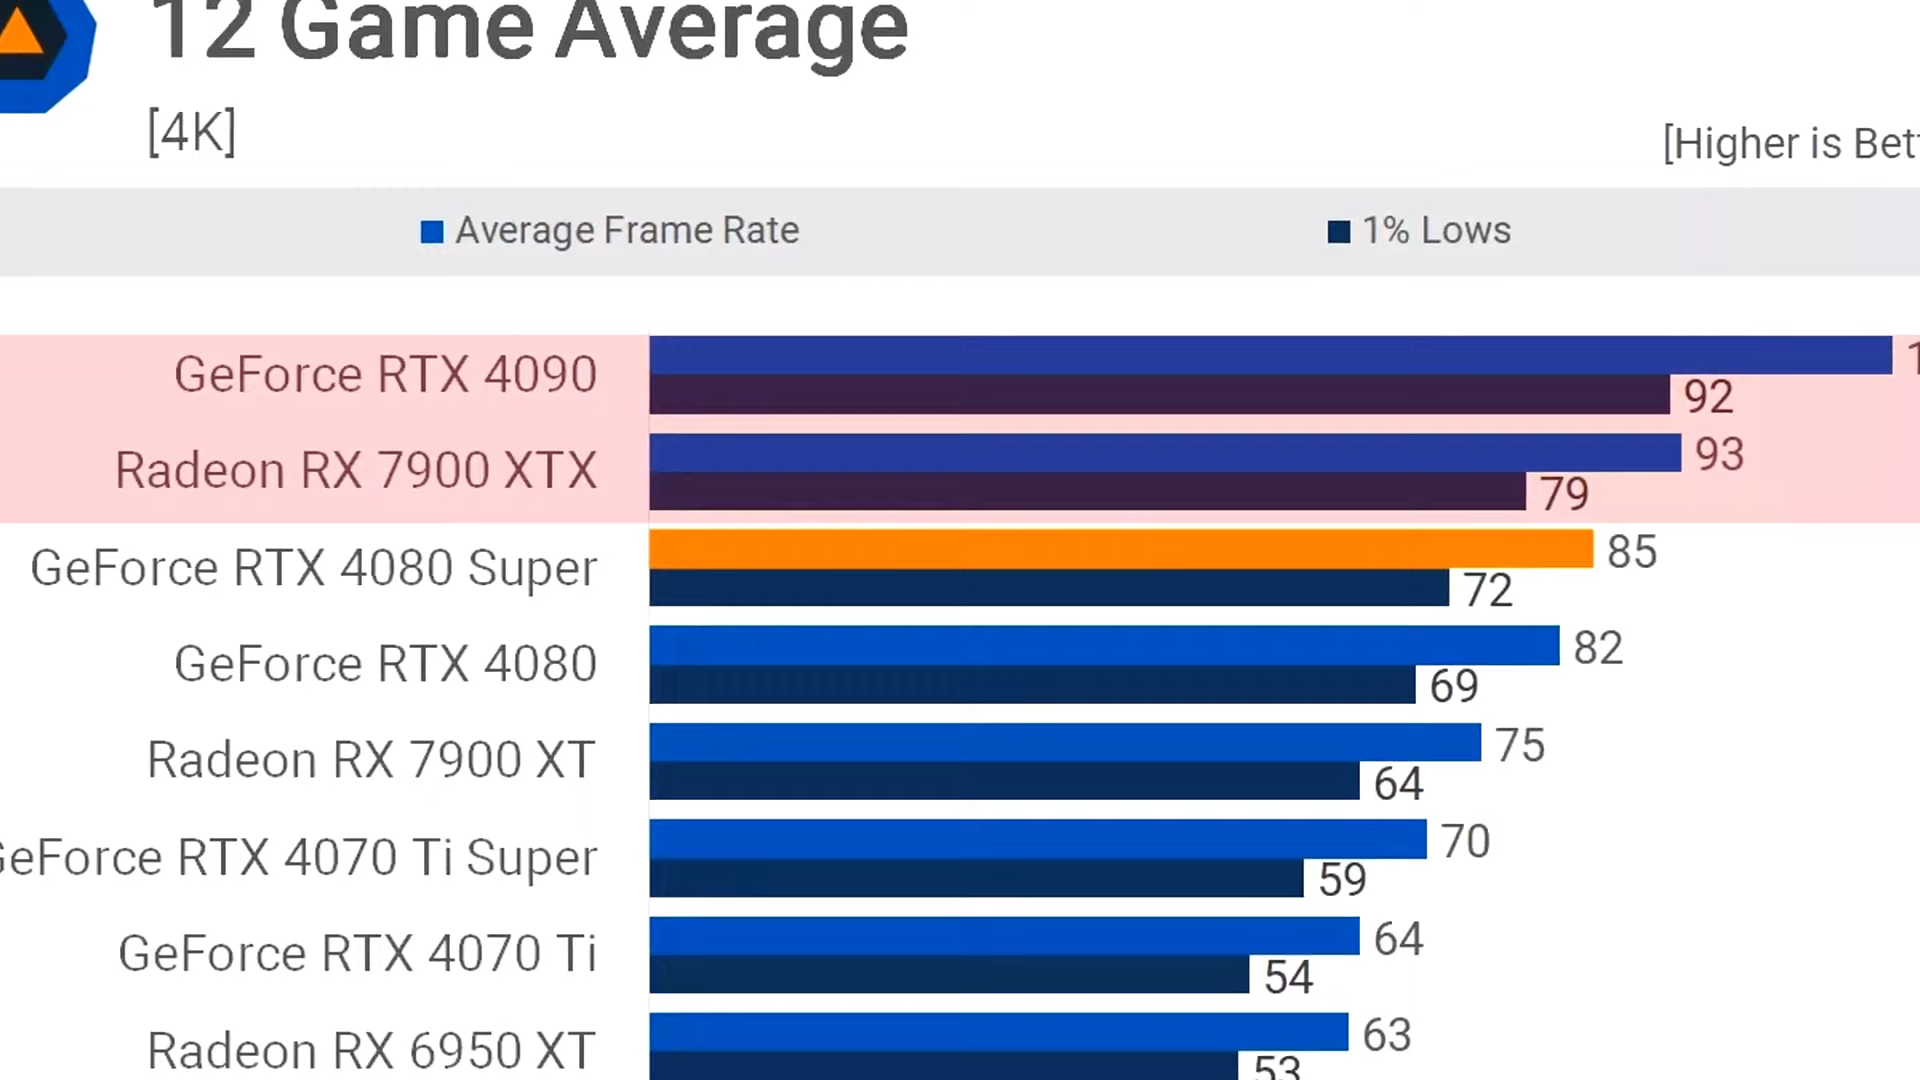 12 Game Average
[4K]
[Higher is
Average Frame Rate
1% Lows
GeForce RTX 4090
92
Radeon RX 7900 XTX
93
79
GeForce RTX 4080 Super
85
72
GeForce RTX 4080
82
69
Radeon RX 7900 XT
75
64
GeForce RTX 4070 Ti Super
70
59
GeForce RTX 4070 Ti
64
54
Radeon RX 6950 XT
63
53